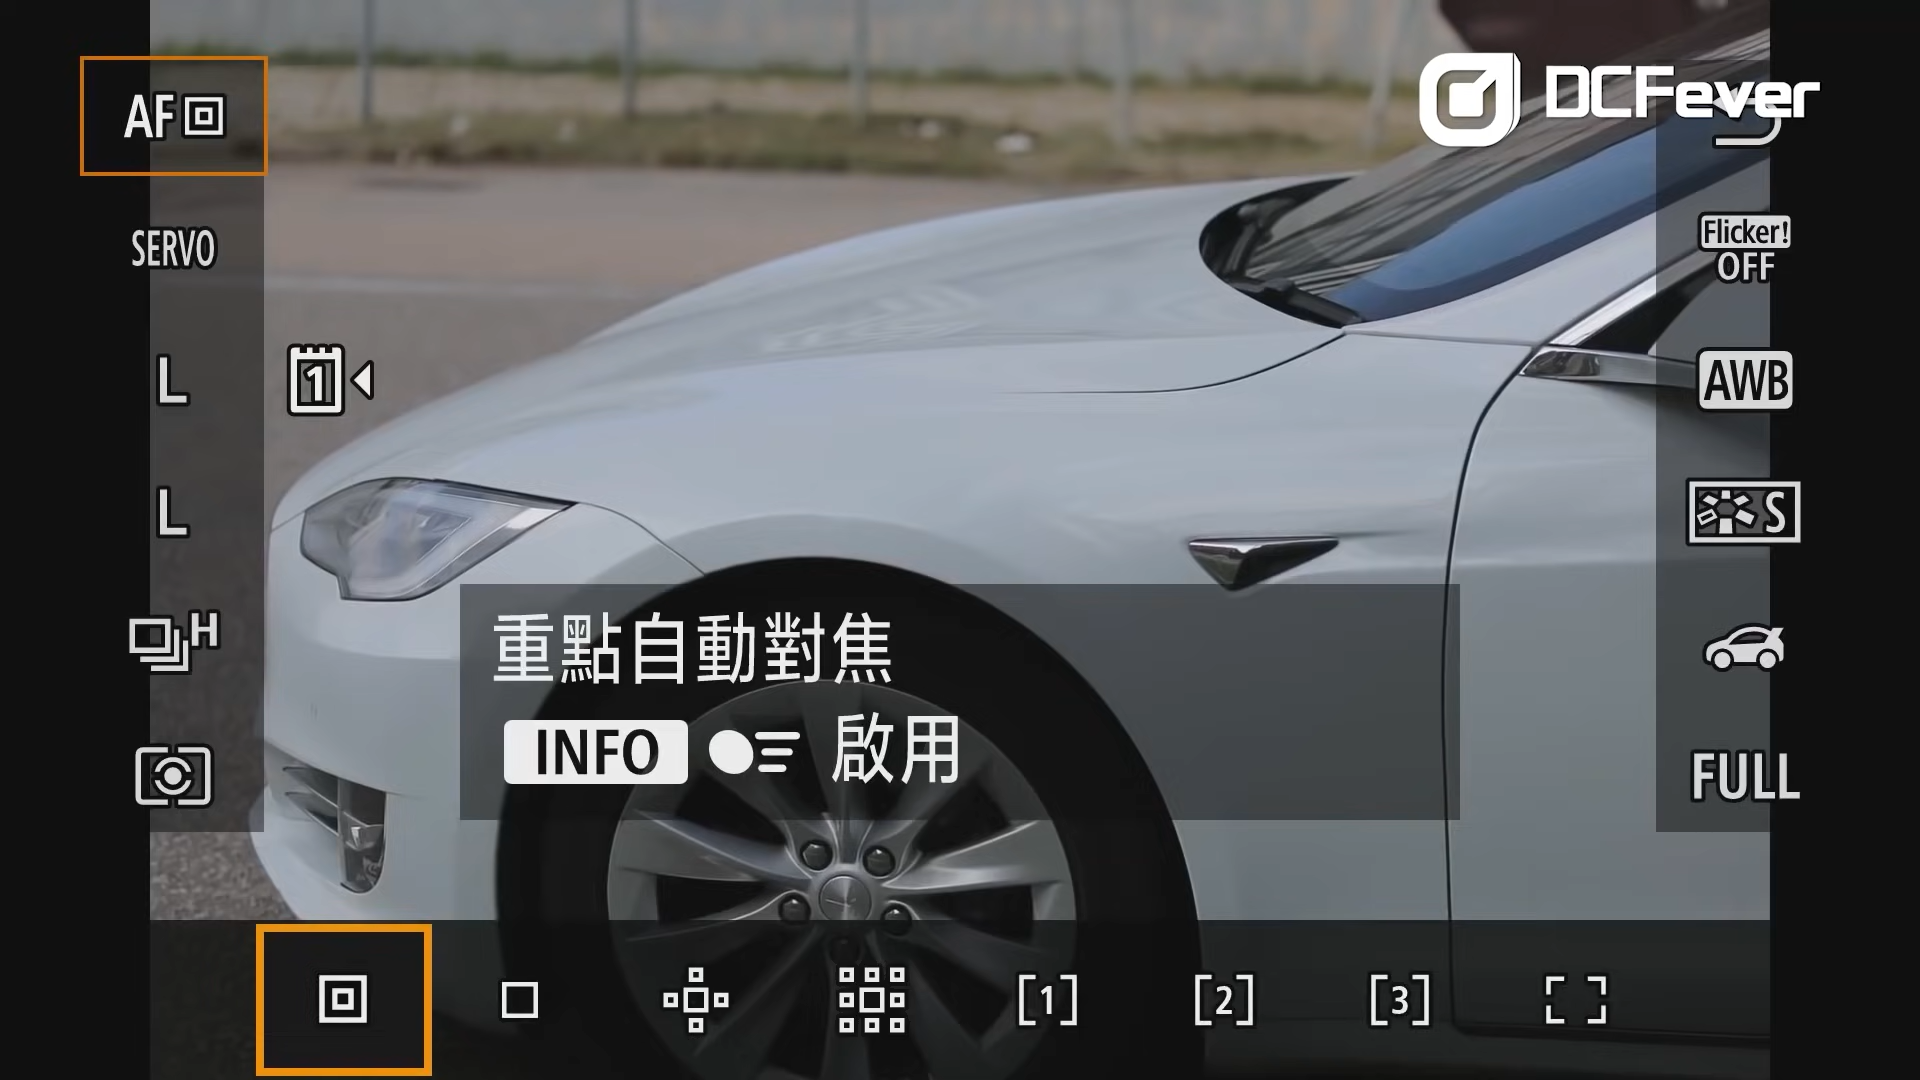 AF
DCFever
SERVO
Flicker!
OFF
L
1
AWB
L
S
H
重點自動對焦
INFO 啟用
FULL
[1] [2] [3]